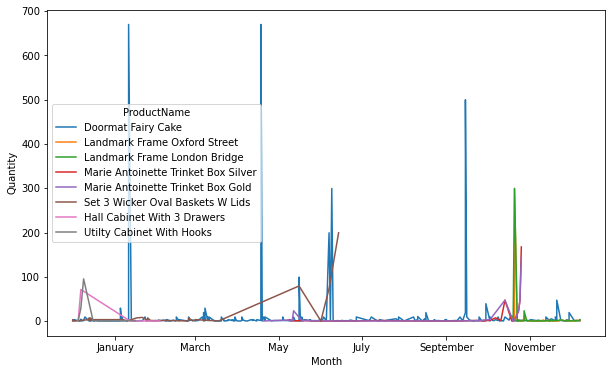 700
600
500
400
300
200
100
0
Quantity
ProductName
Doormat Fairy Cake
Landmark Frame Oxford Street
Landmark Frame London Bridge
Marie Antoinette Trinket Box Silver
Marie Antoinette Trinket Box Gold
Set 3 Wicker Oval Baskets W Lids
Hall Cabinet With 3 Drawers
Utilty Cabinet With Hooks
January March May July September November
Month